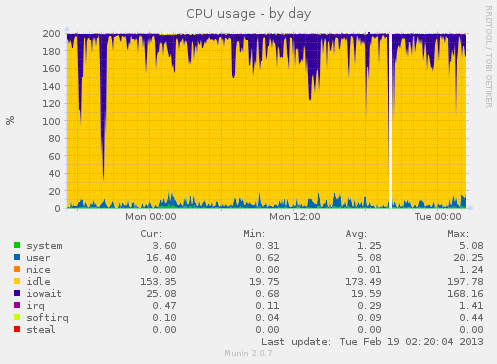 CPU usage - by day
RRDTOOL / TOBI OETIKER
200
180
160
140
120
100
80
60
40
20
0
%
Mon 00:00 Mon 12:00 Tue 00:00
Cur: Min: Avg: Max:
system 3.60 0.31 1.25 5.08
user 16.40 0.62 5.08 20.25
nice 0.00 0.00 0.01 1.24
idle 153.35 19.75 173.49 197.78
iowait 25.08 0.68 19.59 168.16
irq 0.47 0.11 0.29 1.41
softirq 0.10 0.04 0.09 0.44
steal 0.00 0.00 0.00 0.00
Last update: Tue Feb 19 02:20:04 2013
Munin 2.0.7